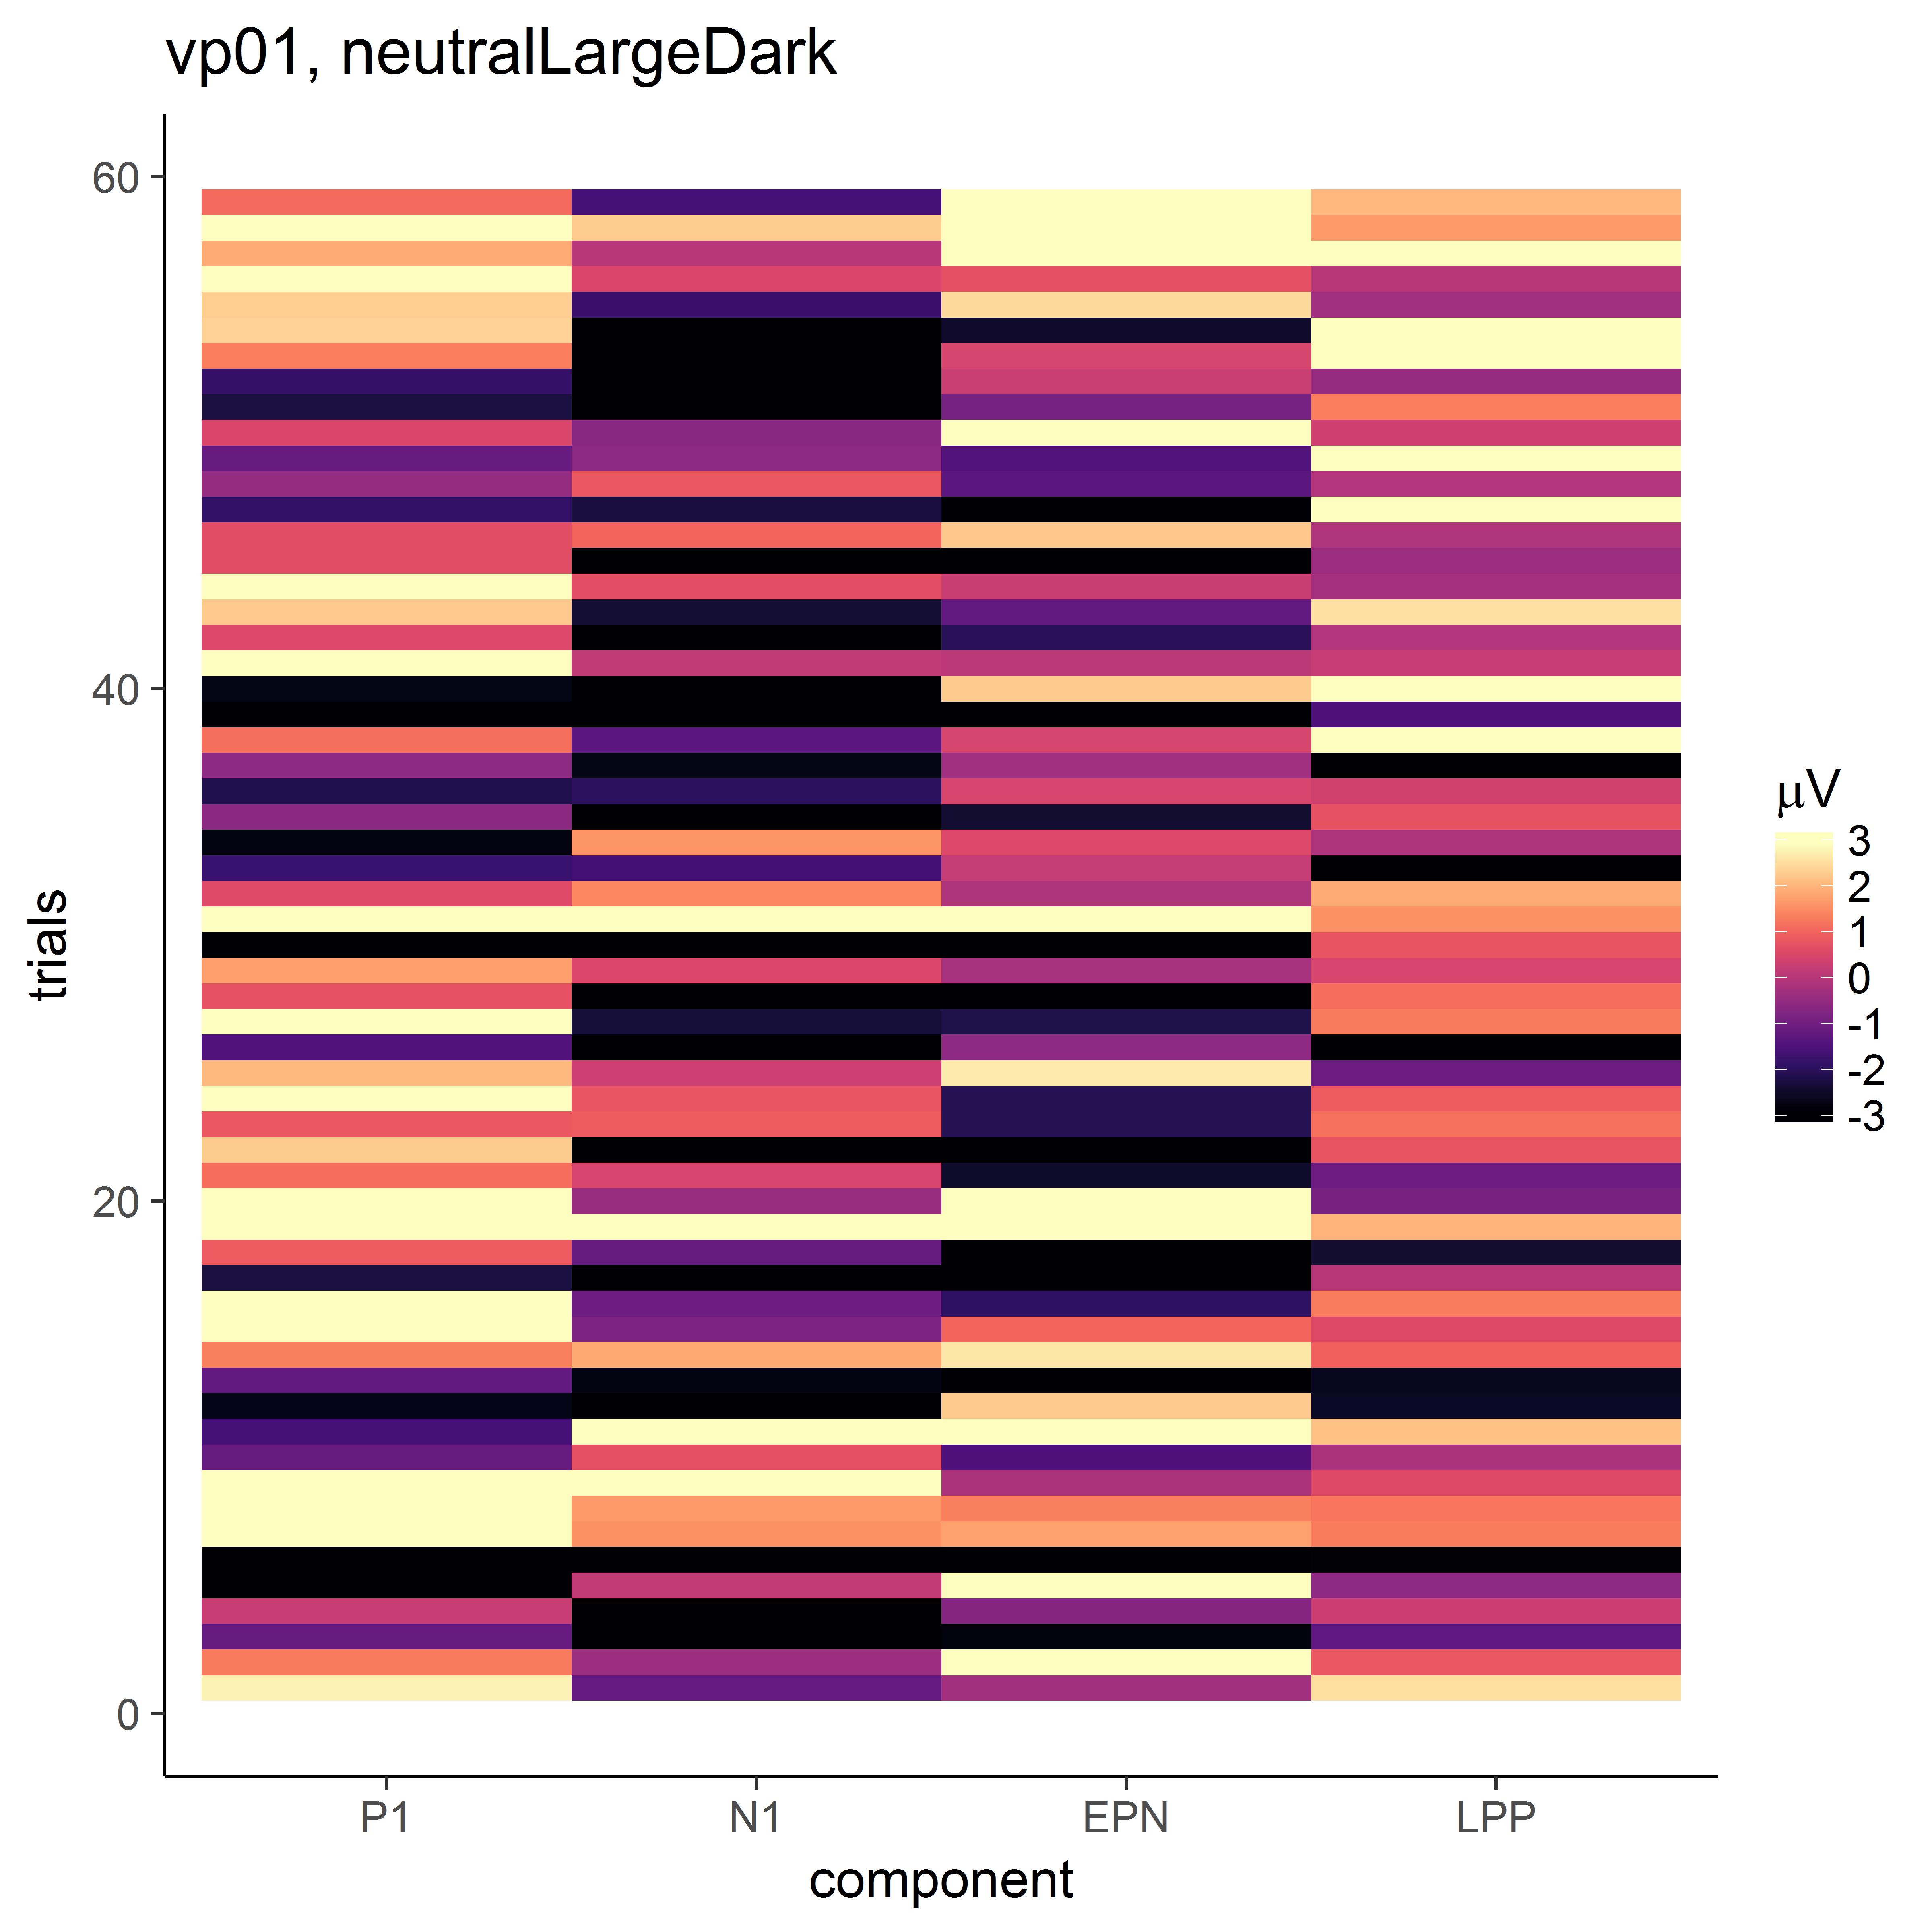 vp01, neutralLargeDark
60
40
20
0
trials
P1 N1 EPN LPP
component
μV
3
2
1
0
-1
-2
-3